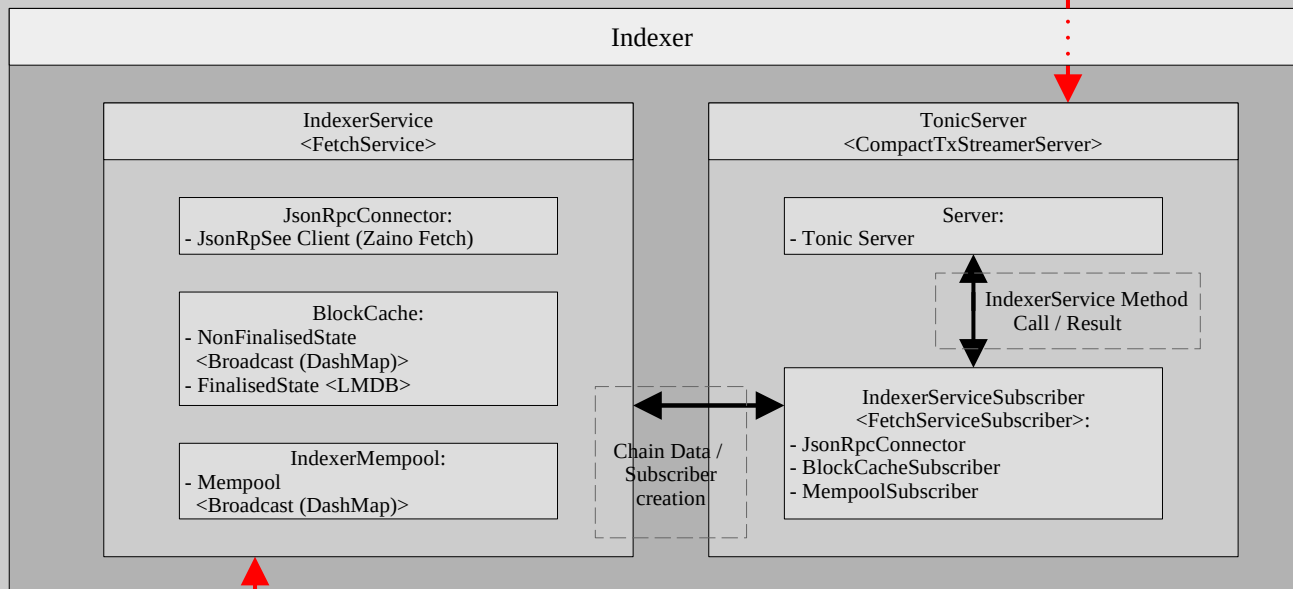 Indexer
IndexerService
<FetchService>
JsonRpcConnector:
- JsonRpSee Client (Zaino Fetch)
BlockCache:
- NonFinalisedState
<Broadcast (DashMap)>
- FinalisedState <LMDB>
IndexerMempool:
- Mempool
<Broadcast (DashMap)>
Chain Data /
Subscriber
creation
TonicServer
<CompactTxStreamerServer>
Server:
- Tonic Server
IndexerService Method
Call / Result
IndexerServiceSubscriber
<FetchServiceSubscriber>:
- JsonRpcConnector
- BlockCacheSubscriber
- MempoolSubscriber